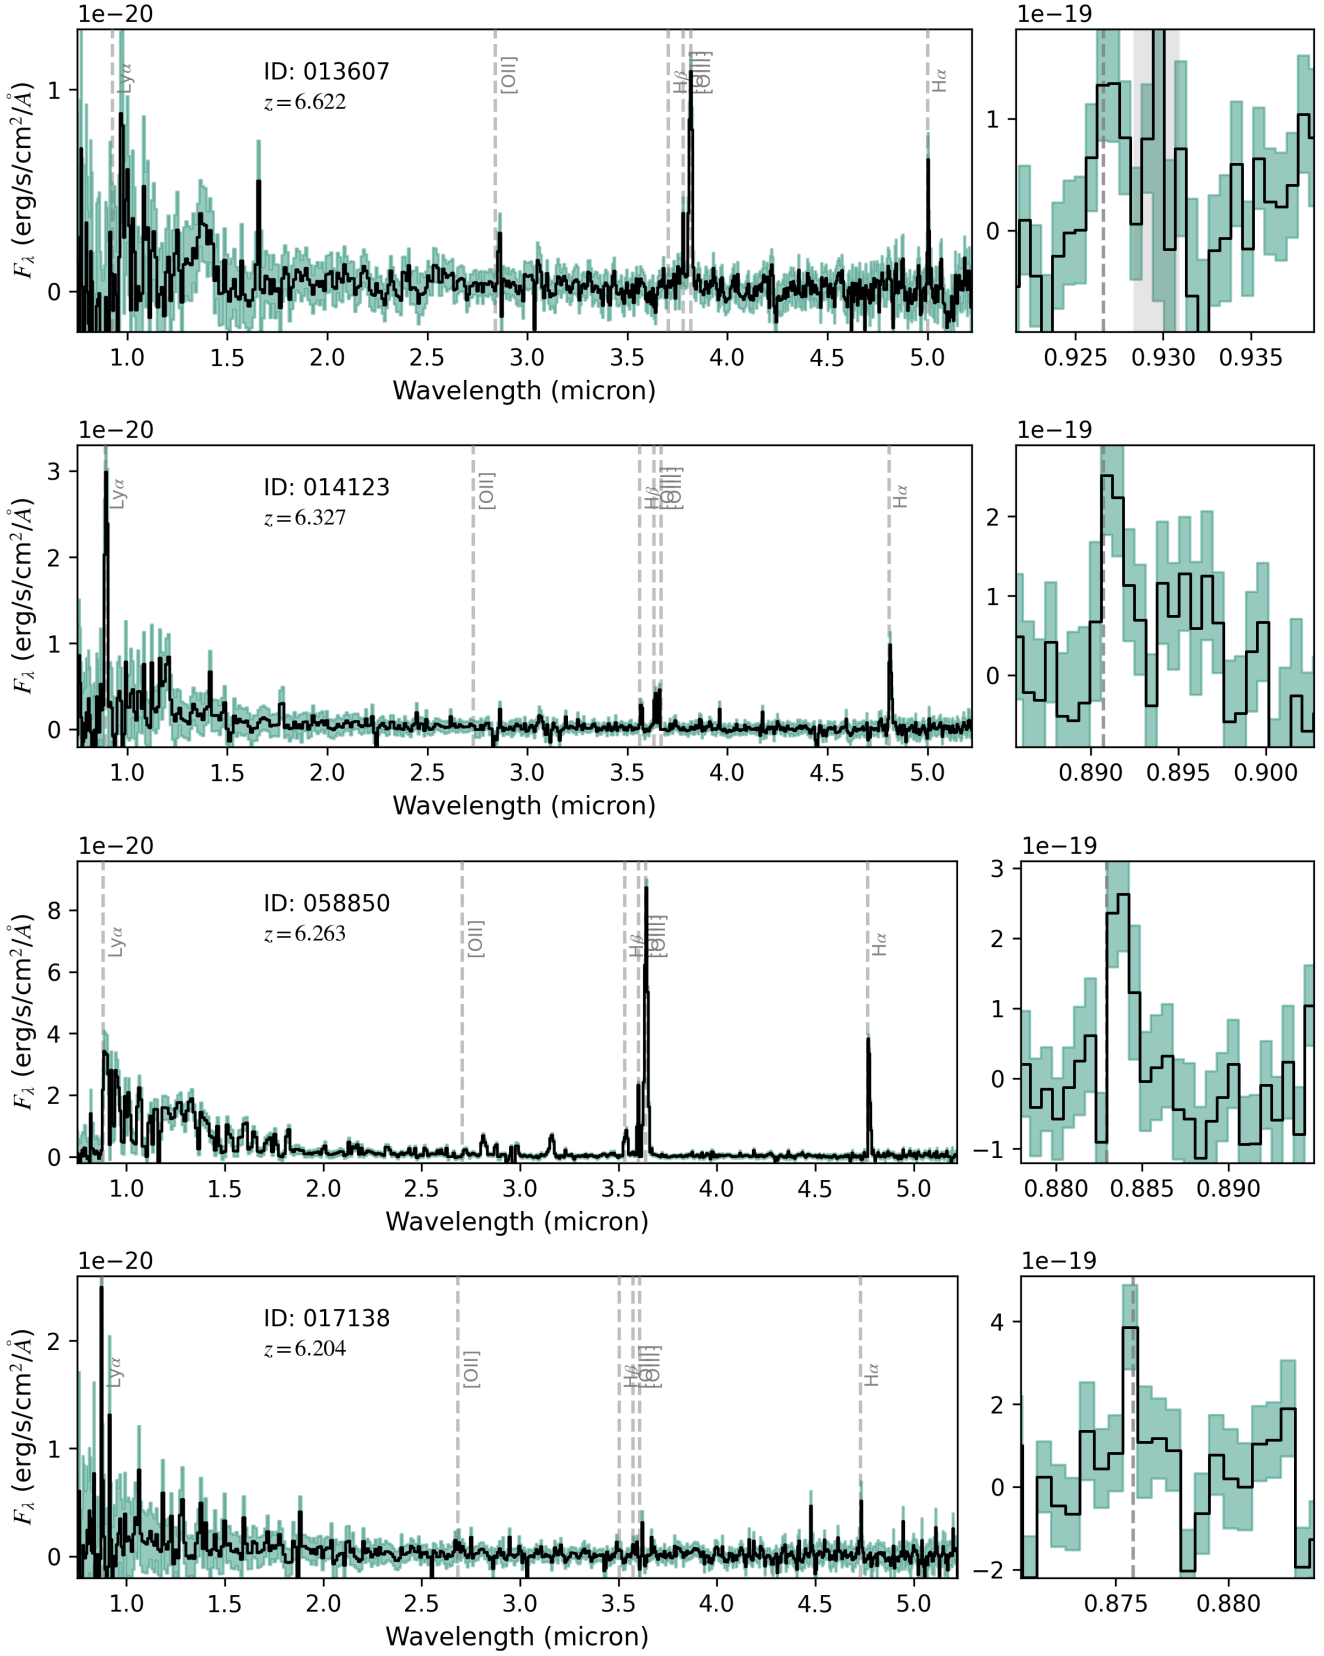 1e−20
1e−19
Lyα
[OII]
Hβ
[OIII]
[OIII]
Hα
ID: 013607
z=6.622
1
0
1
0
F_λ (erg/s/cm²/Å)
1.0 1.5 2.0 2.5 3.0 3.5 4.0 4.5 5.0
0.925 0.930 0.935
Wavelength (micron)
1e−20
1e−19
Lyα
[OII]
Hβ
[OIII]
[OIII]
Hα
ID: 014123
z=6.327
3
2
1
0
2
1
0
F_λ (erg/s/cm²/Å)
1.0 1.5 2.0 2.5 3.0 3.5 4.0 4.5 5.0
0.890 0.895 0.900
Wavelength (micron)
1e−20
1e−19
Lyα
[OII]
Hβ
[OIII]
[OIII]
Hα
ID: 058850
z=6.263
8
6
4
2
0
3
2
1
0
−1
F_λ (erg/s/cm²/Å)
1.0 1.5 2.0 2.5 3.0 3.5 4.0 4.5 5.0
0.880 0.885 0.890
Wavelength (micron)
1e−20
1e−19
Lyα
[OII]
Hβ
[OIII]
[OIII]
Hα
ID: 017138
z=6.204
2
1
0
4
2
0
−2
F_λ (erg/s/cm²/Å)
1.0 1.5 2.0 2.5 3.0 3.5 4.0 4.5 5.0
0.875 0.880
Wavelength (micron)